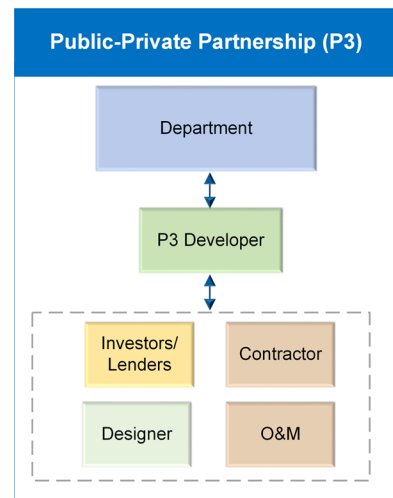 Public-Private Partnership (P3)
Department
P3 Developer
Investors/
Lenders
Contractor
Designer
O&M